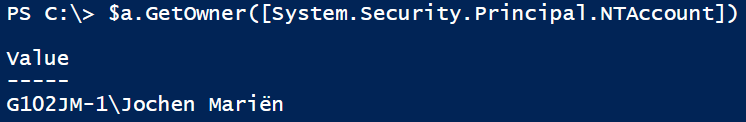 PS C:\> $a.GetOwner([System.Security.Principal.NTAccount])
Value
-----
G102JM-1\Jochen Mariën